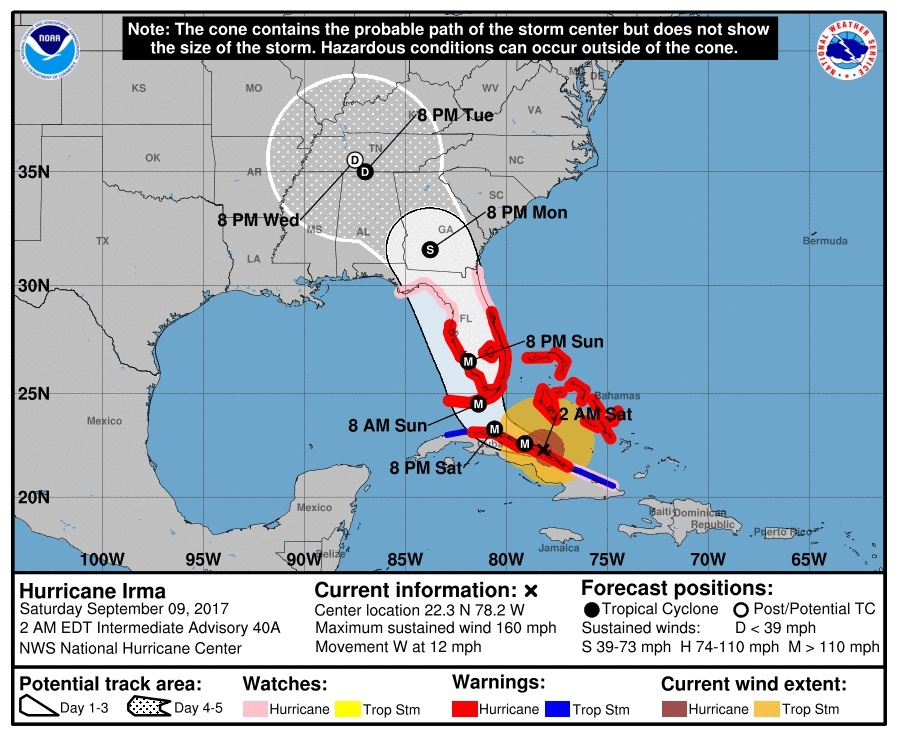 Note: The cone contains the probable path of the storm center but does not show
the size of the storm. Hazardous conditions can occur outside of the cone.
NOAA
NATIONAL WEATHER SERVICE
KS
MO
WV
DE
VA
8 PM Tue
OK
AR
TN
NC
D
D
35N
SC
8 PM Wed
8 PM Mon
TX
MS
AL
GA
S
Bermuda
LA
30N
FL
8 PM Sun
M
25N
M
Bahamas
2 AM Sat
Mexico
8 AM Sun
M
M
8 PM Sat
20N
Mexico
Haiti
Dominican
Republic
Puerto Rico
Jamaica
Belize
100W
95W
90W
85W
80W
75W
70W
65W
Hurricane Irma
Saturday September 09, 2017
2 AM EDT Intermediate Advisory 40A
NWS National Hurricane Center
Current information: x
Center location 22.3 N 78.2 W
Maximum sustained wind 160 mph
Movement W at 12 mph
Forecast positions:
Tropical Cyclone Post/Potential TC
Sustained winds: D < 39 mph
S 39-73 mph H 74-110 mph M > 110 mph
Potential track area:
Day 1-3 Day 4-5
Watches:
Hurricane Trop Stm
Warnings:
Hurricane Trop Stm
Current wind extent:
Hurricane Trop Stm